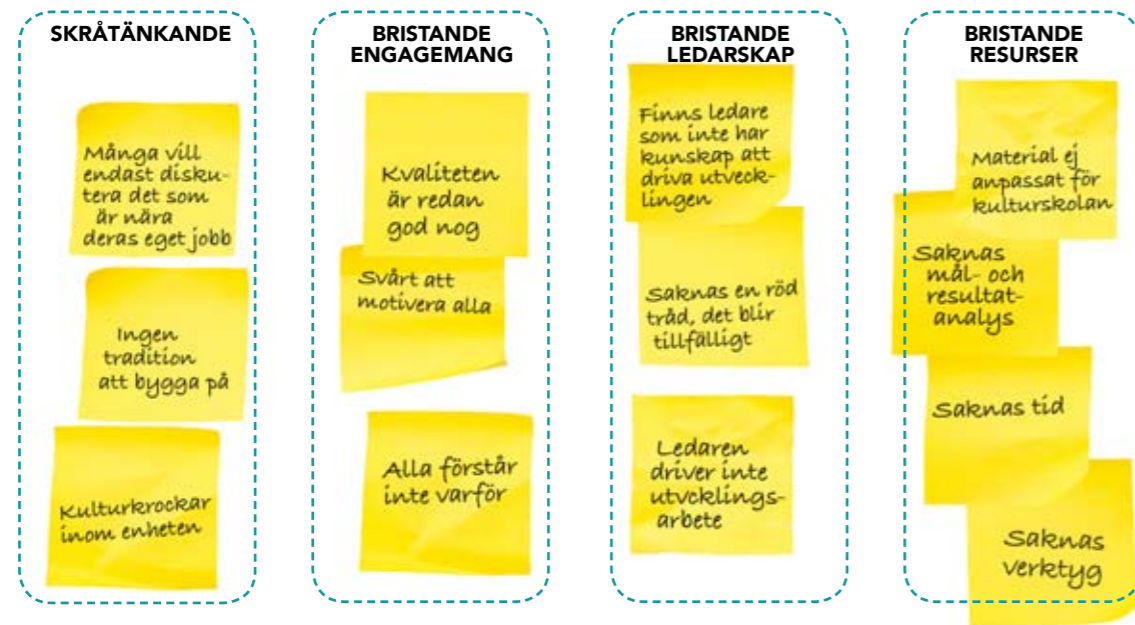 SKRÅTÄNKANDE
Många vill
endast disku-
tera det som
är nära
deras eget jobb
Ingen
tradition
att bygga på
Kulturkrockar
inom enheten
BRISTANDE
ENGAGEMANG
Kvaliteten
är redan
god nog
Svårt att
motivera alla
Alla förstår
inte varför
BRISTANDE
LEDARSKAP
Finns ledare
som inte har
kunskap att
driva utveck-
lingen
Saknas en röd
tråd, det blir
tillfälligt
Ledaren
driver inte
utvcklings-
arbete
BRISTANDE
RESURSER
Material ej
anpassat för
kulturskolan
Saknas
mål- och
resultat-
analys
Saknas tid
Saknas
verktyg